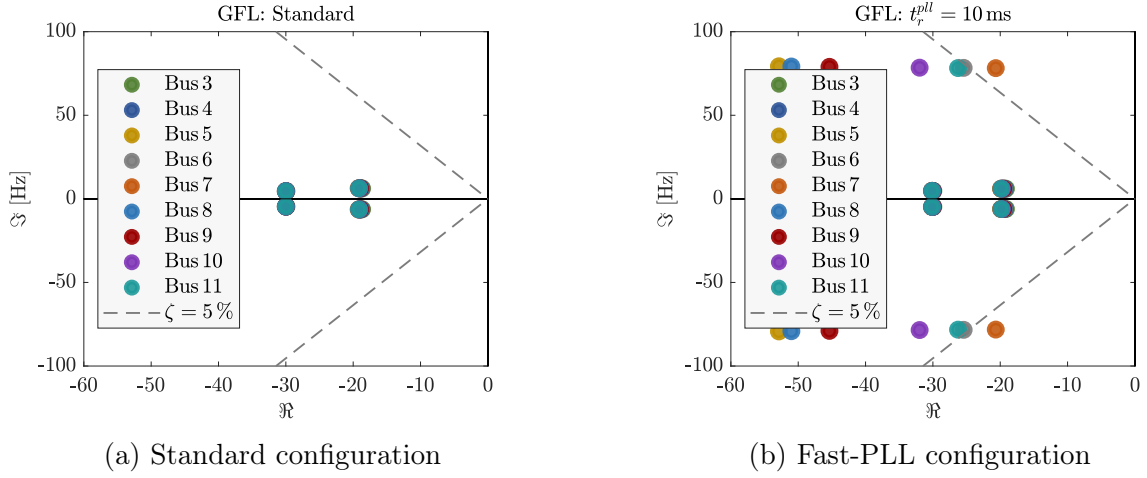 GFL: Standard
100
50
0
-50
-100
ℑ [Hz]
Bus 3
Bus 4
Bus 5
Bus 6
Bus 7
Bus 8
Bus 9
Bus 10
Bus 11
ζ = 5 %
-60 -50 -40 -30 -20 -10 0
ℜ
(a) Standard configuration
GFL: t_r^{pll} = 10 ms
100
50
0
-50
-100
ℑ [Hz]
Bus 3
Bus 4
Bus 5
Bus 6
Bus 7
Bus 8
Bus 9
Bus 10
Bus 11
ζ = 5 %
-60 -50 -40 -30 -20 -10 0
ℜ
(b) Fast-PLL configuration